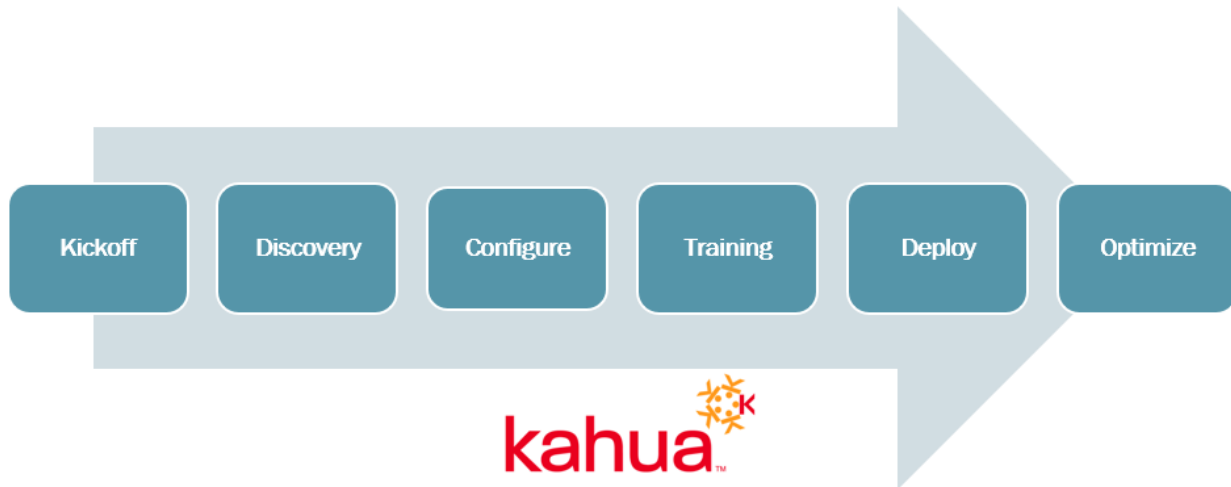 Kickoff
Discovery
Configure
Training
Deploy
Optimize
K
kahua™